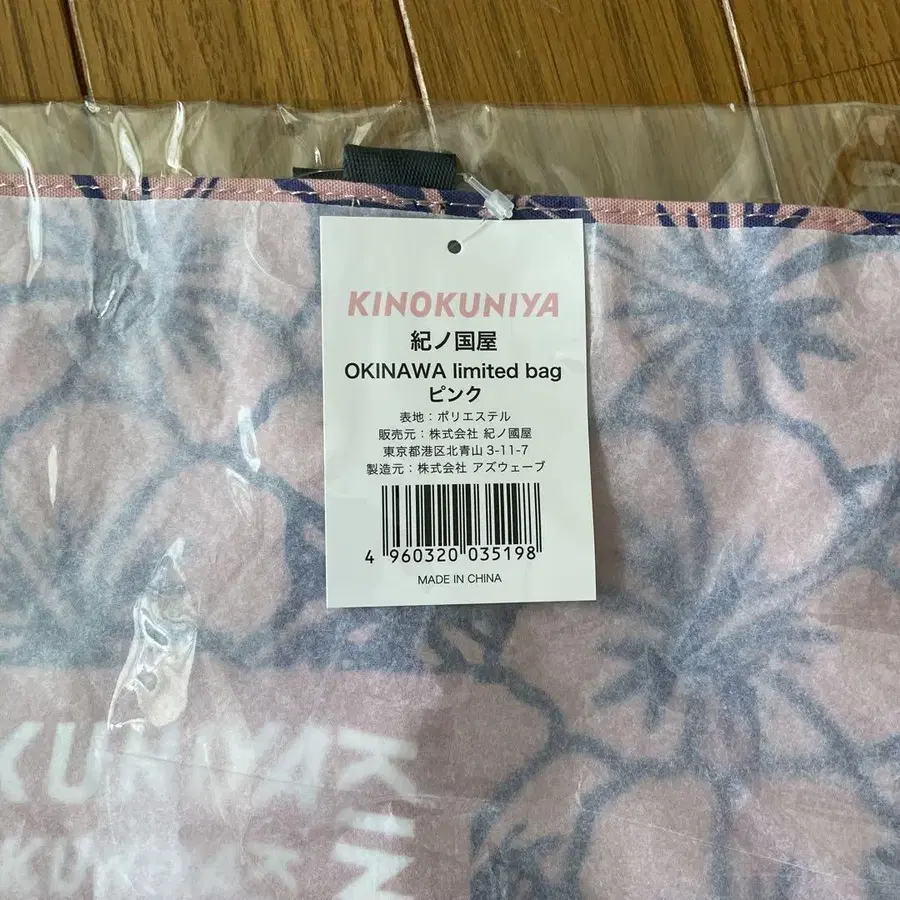 KINOKUNIYA
紀ノ国屋
OKINAWA limited bag
ピンク
表地：ポリエステル
販売元：株式会社 紀ノ國屋
東京都港区北青山 3-11-7
製造元：株式会社 アズウェーブ
4 960320 035198
MADE IN CHINA
KUNIYA
KIN